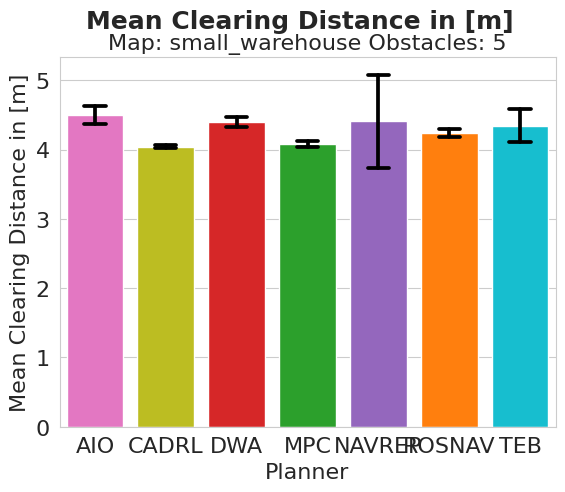 Mean Clearing Distance in [m]
Map: small_warehouse Obstacles: 5
Mean Clearing Distance in [m]
5
4
3
2
1
0
AIO CADRL DWA MPC NAVREP ROSNAV TEB
Planner